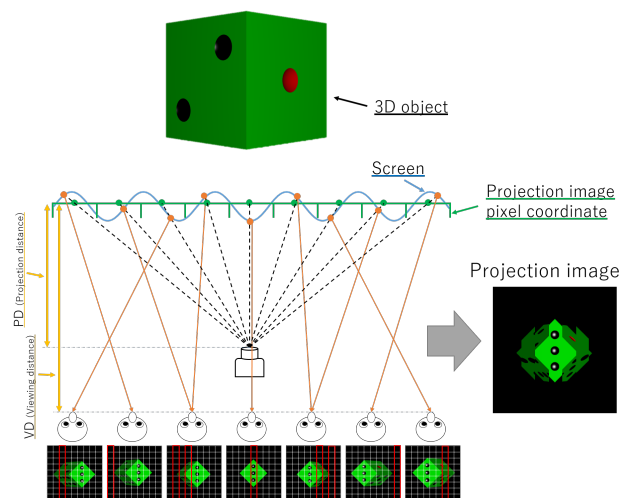 3D object
Screen
Projection image
pixel coordinate
PD (Projection distance)
VD (Viewing distance)
Projection image